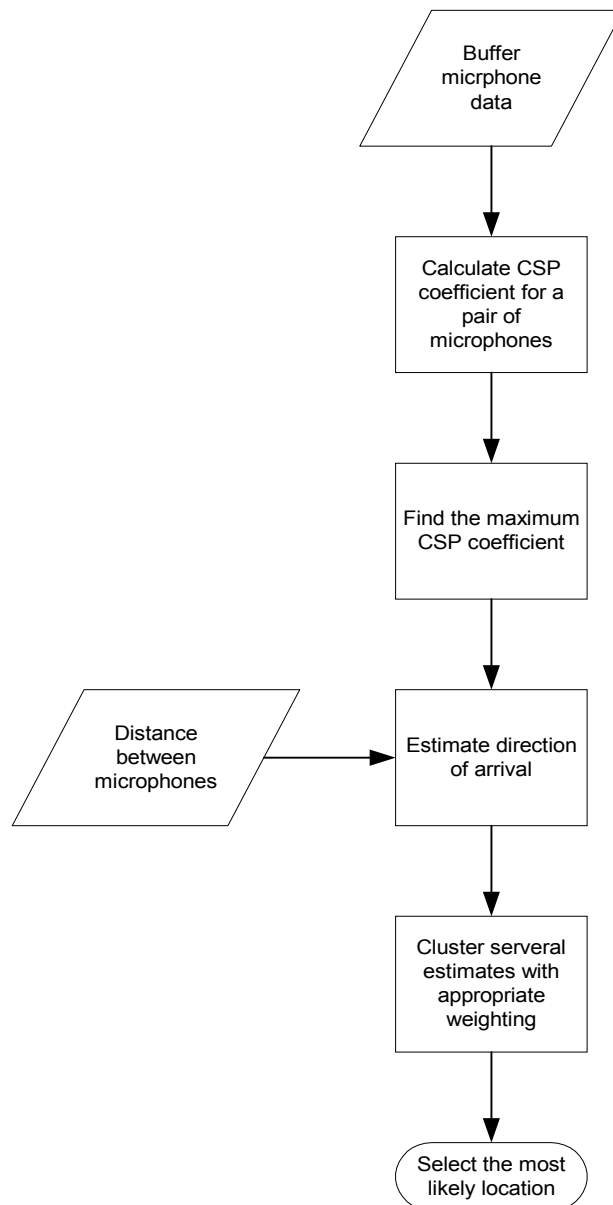 Buffer
micrphone
data
Calculate CSP
coefficient for a
pair of
microphones
Find the maximum
CSP coefficient
Distance
between
microphones
Estimate direction
of arrival
Cluster serveral
estimates with
appropriate
weighting
Select the most
likely location